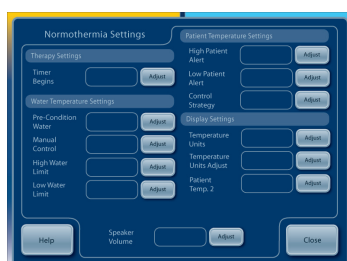 Normothermia Settings
Therapy Settings
Timer
Begins
Adjust
Water Temperature Settings
Pre-Condition
Water
Adjust
Manual
Control
Adjust
High Water
Limit
Adjust
Low Water
Limit
Adjust
Patient Temperature Settings
High Patient
Alert
Adjust
Low Patient
Alert
Adjust
Control
Strategy
Adjust
Display Settings
Temperature
Units
Adjust
Temperature
Units Adjust
Adjust
Patient
Temp. 2
Adjust
Help
Speaker
Volume
Adjust
Close